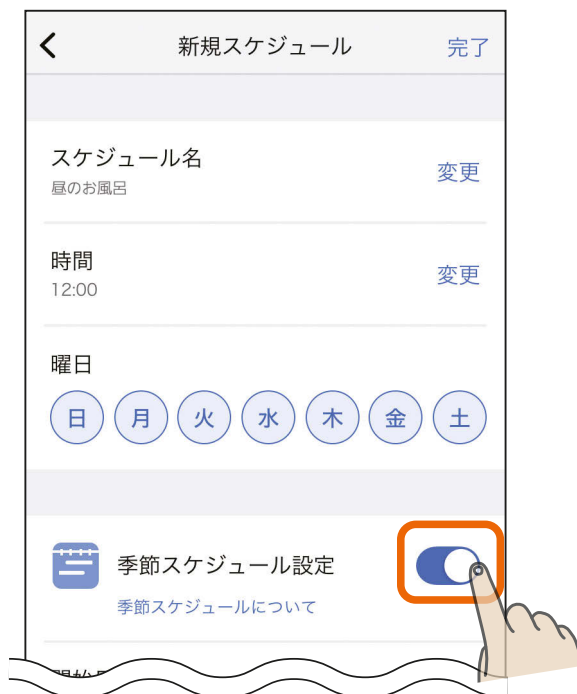 新規スケジュール 完了
スケジュール名
変更
昼のお風呂
時間
変更
12:00
曜日
日 月 火 水 木 金 土
季節スケジュール設定
季節スケジュールについて